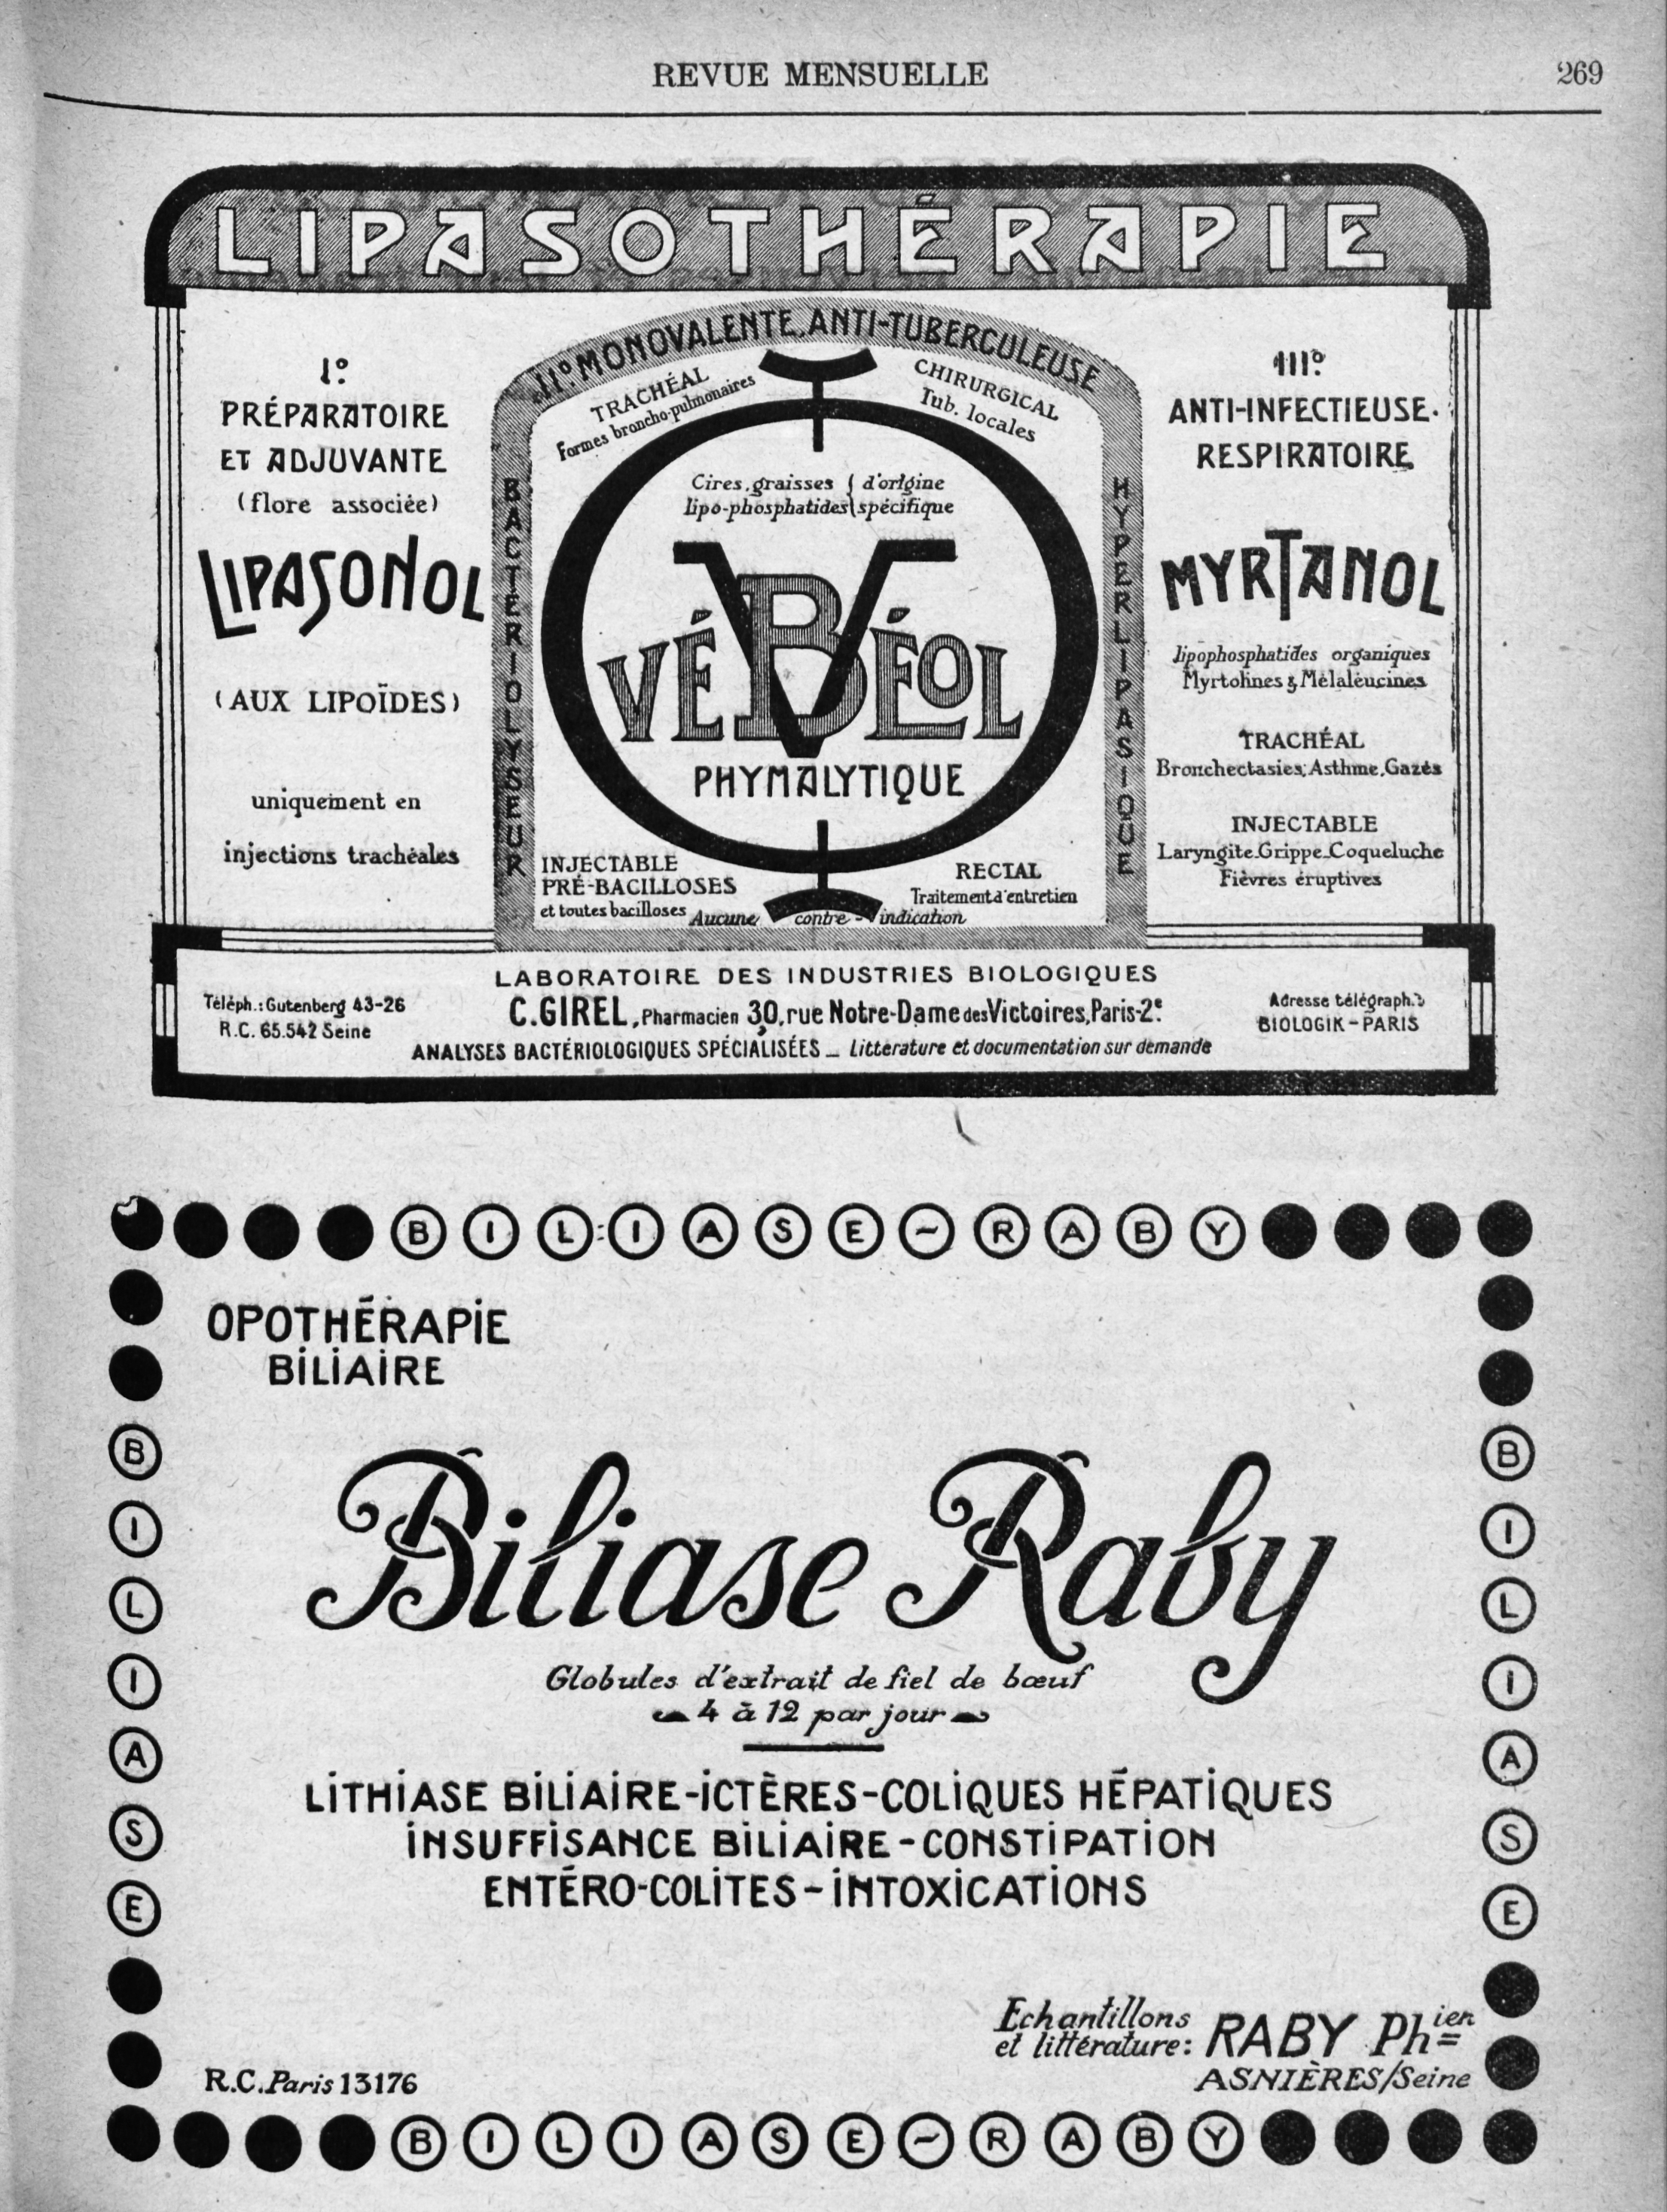 REVUE MENSUELLE
269
LIPASOTHÉRAPIE
1º
PRÉPARATOIRE
ET ADJUVANTE
(flore associée)
LIPASONOL
(AUX LIPOÏDES)
uniquement en
injections trachéales
11º MONOVALENTE.ANTI-TUBERCULEUSE
BACTÉRIOLYSEUR
HYPERLIPASIQUE
TRACHÉAL
Formes broncho-pulmonaires
CHIRURGICAL
Tub. locales
Cires, graisses { d'origine
lipo-phosphatides { spécifique
VB
VÉBÉOL
PHYMALYTIQUE
INJECTABLE
PRÉ-BACILLOSES
et toutes bacilloses
RECTAL
Traitement d'entretien
Aucune contre-indication
111º
ANTI-INFECTIEUSE.
RESPIRATOIRE
MYRTANOL
lipophosphatides organiques
Myrtolines & Mélaléucines
TRACHÉAL
Bronchectasies, Asthme, Gazés
INJECTABLE
Laryngite-Grippe-Coqueluche
Fièvres éruptives
LABORATOIRE DES INDUSTRIES BIOLOGIQUES
Téléph.: Gutenberg 43-26
R.C. 65.542 Seine
C.GIREL, Pharmacien 30, rue Notre-Dame des Victoires, Paris-2e.
Adresse télégraph.
BIOLOGIK-PARIS
ANALYSES BACTÉRIOLOGIQUES SPÉCIALISÉES _ Litterature et documentation sur demande
BILIASE~RABY
OPOTHÉRAPIE
BILIAIRE
BILIASE
BILIASE
Biliase Raby
Globules d'extrait de fiel de bœuf
4 à 12 par jour
LITHIASE BILIAIRE-ICTÈRES-COLIQUES HÉPATIQUES
INSUFFISANCE BILIAIRE-CONSTIPATION
ENTÉRO-COLITES-INTOXICATIONS
Echantillons
et littérature: RABY Phien
ASNIÈRES/Seine
R.C. Paris 13176
BILIASE~RABY